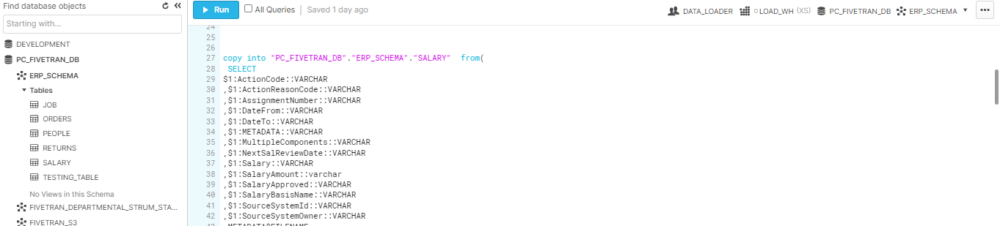 Find database objects
Starting with...
DEVELOPMENT
PC_FIVETRAN_DB
ERP_SCHEMA
Tables
JOB
ORDERS
PEOPLE
RETURNS
SALARY
TESTING_TABLE
No Views in this Schema
FIVETRAN_DEPARTMENTAL_STRUM_STA...
FIVETRAN_S3
Run All Queries | Saved 1 day ago
DATA_LOADER LOAD_WH (XS) PC_FIVETRAN_DB ERP_SCHEMA
24
25
26
27 copy into "PC_FIVETRAN_DB"."ERP_SCHEMA"."SALARY" from(
28 SELECT
29 $1:ActionCode::VARCHAR
30 ,$1:ActionReasonCode::VARCHAR
31 ,$1:AssignmentNumber::VARCHAR
32 ,$1:DateFrom::VARCHAR
33 ,$1:DateTo::VARCHAR
34 ,$1:METADATA::VARCHAR
35 ,$1:MultipleComponents::VARCHAR
36 ,$1:NextSalReviewDate::VARCHAR
37 ,$1:Salary::VARCHAR
38 ,$1:SalaryAmount::varchar
39 ,$1:SalaryApproved::VARCHAR
40 ,$1:SalaryBasisName::VARCHAR
41 ,$1:SourceSystemId::VARCHAR
42 ,$1:SourceSystemOwner::VARCHAR